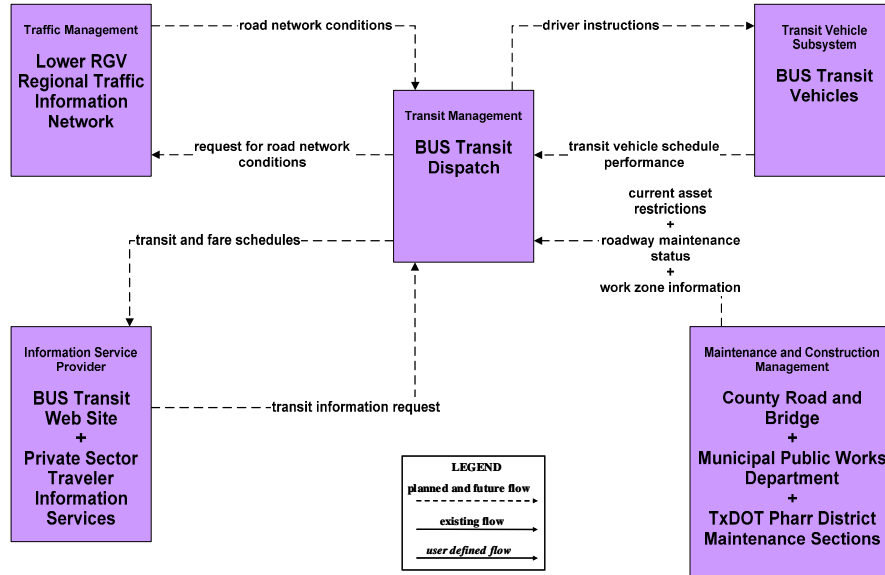 Traffic Management
Lower RGV
Regional Traffic
Information
Network
road network conditions
driver instructions
Transit Vehicle
Subsystem
BUS Transit
Vehicles
Transit Management
BUS Transit
Dispatch
request for road network
conditions
transit vehicle schedule
performance
current asset
restrictions
+
roadway maintenance
status
+
work zone information
transit and fare schedules
Information Service
Provider
BUS Transit
Web Site
+
Private Sector
Traveler
Information
Services
transit information request
Maintenance and Construction
Management
County Road and
Bridge
+
Municipal Public Works
Department
+
TxDOT Pharr District
Maintenance Sections
LEGEND
planned and future flow
existing flow
user defined flow